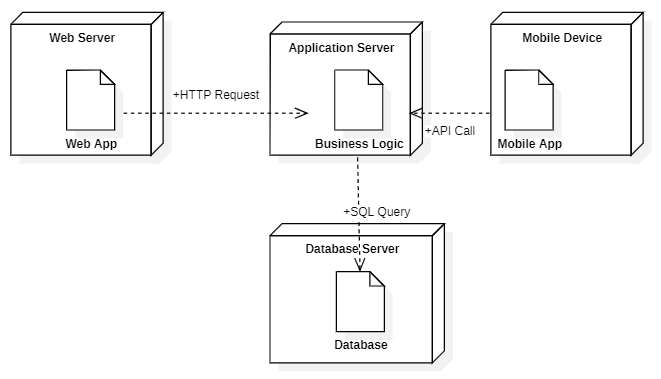 Web Server
Application Server
Mobile Device
+HTTP Request
+API Call
Web App
Business Logic
Mobile App
+SQL Query
Database Server
Database